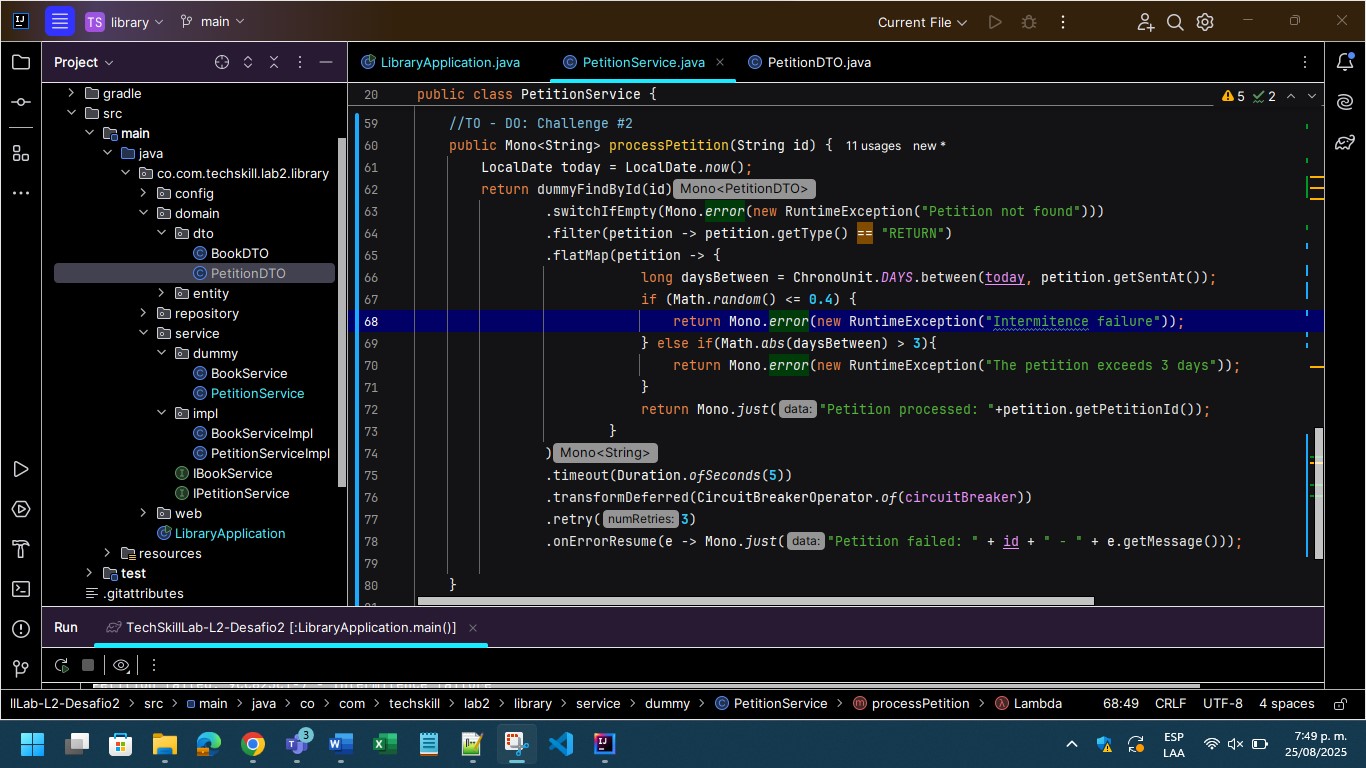 TS library main Current File
Project
LibraryApplication.java PetitionService.java PetitionDTO.java
gradle
src
main
java
co.com.techskill.lab2.library
config
domain
dto
BookDTO
PetitionDTO
entity
repository
service
dummy
BookService
PetitionService
impl
BookServiceImpl
PetitionServiceImpl
IBookService
IPetitionService
web
LibraryApplication
resources
test
.gitattributes
20 public class PetitionService {
5 2
59 //TO - DO: Challenge #2
60 public Mono<String> processPetition(String id) { 11 usages new *
61 LocalDate today = LocalDate.now();
62 return dummyFindById(id) Mono<PetitionDTO>
63 .switchIfEmpty(Mono.error(new RuntimeException("Petition not found")))
64 .filter(petition -> petition.getType() == "RETURN")
65 .flatMap(petition -> {
66 long daysBetween = ChronoUnit.DAYS.between(today, petition.getSentAt());
67 if (Math.random() <= 0.4) {
68 return Mono.error(new RuntimeException("Intermitence failure"));
69 } else if(Math.abs(daysBetween) > 3){
70 return Mono.error(new RuntimeException("The petition exceeds 3 days"));
71 }
72 return Mono.just( data: "Petition processed: "+petition.getPetitionId());
73 }
74 ) Mono<String>
75 .timeout(Duration.ofSeconds(5))
76 .transformDeferred(CircuitBreakerOperator.of(circuitBreaker))
77 .retry( numRetries: 3)
78 .onErrorResume(e -> Mono.just( data: "Petition failed: " + id + " - " + e.getMessage()));
79
80 }
Run TechSkillLab-L2-Desafio2 [:LibraryApplication.main()]
llLab-L2-Desafio2 > src > main > java > co > com > techskill > lab2 > library > service > dummy > PetitionService > processPetition > Lambda 68:49 CRLF UTF-8 4 spaces
3
ESP
LAA
7:49 p. m.
25/08/2025